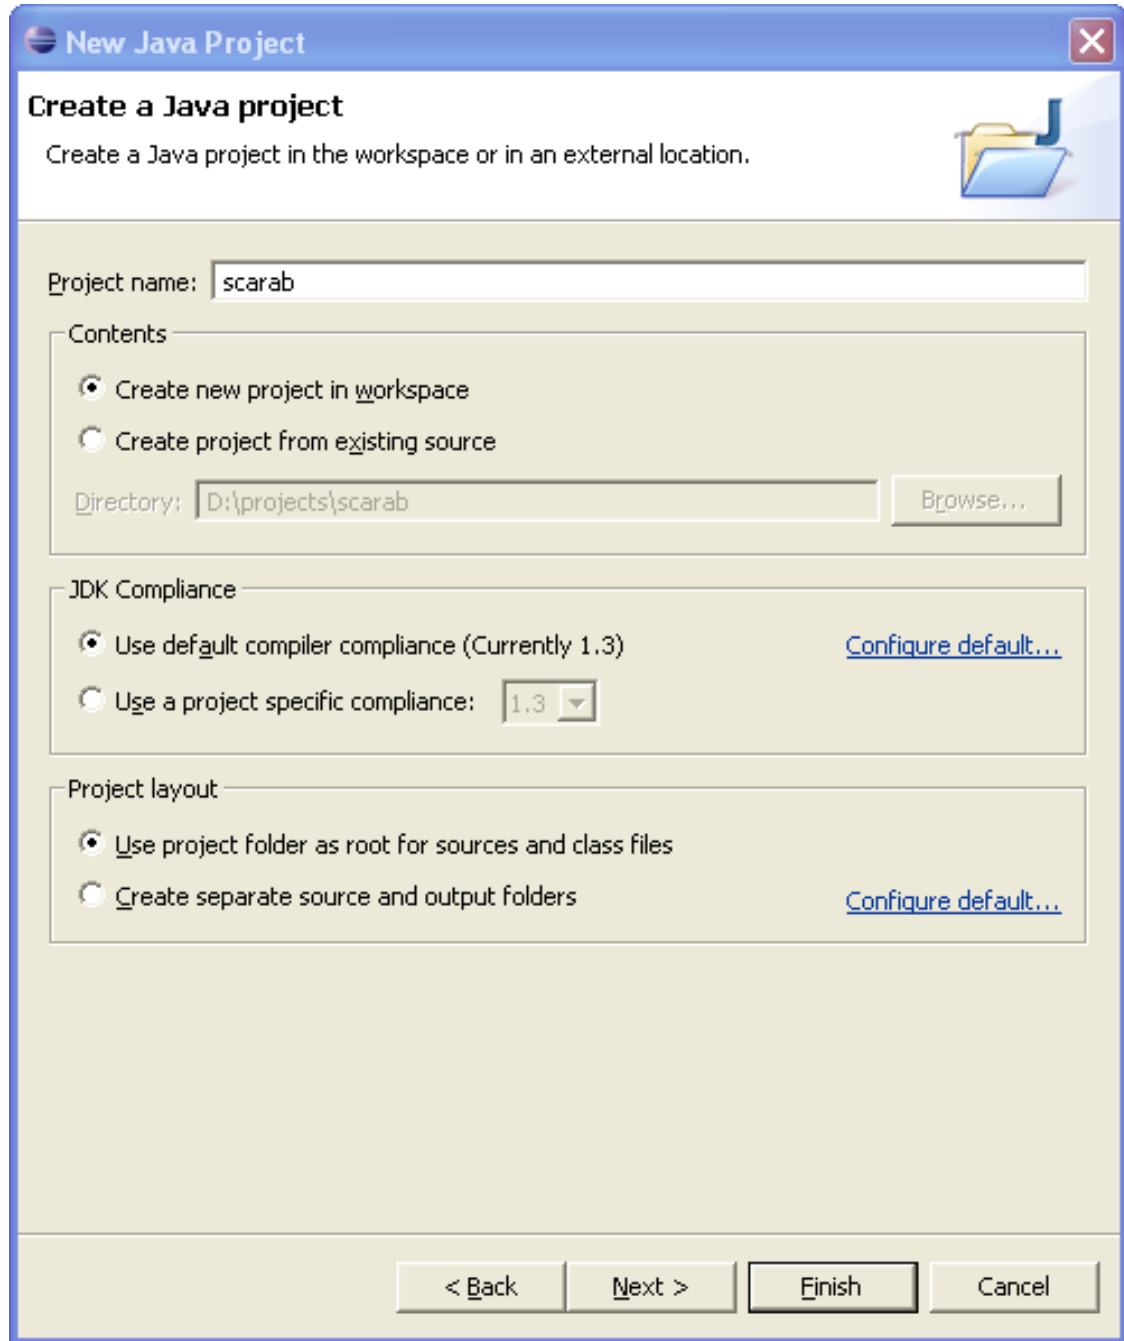 New Java Project
Create a Java project
Create a Java project in the workspace or in an external location.
Project name: scarab
Contents
Create new project in workspace
Create project from existing source
Directory: D:\projects\scarab Browse...
JDK Compliance
Use default compiler compliance (Currently 1.3) Configure default...
Use a project specific compliance: 1.3
Project layout
Use project folder as root for sources and class files
Create separate source and output folders Configure default...
< Back Next > Finish Cancel